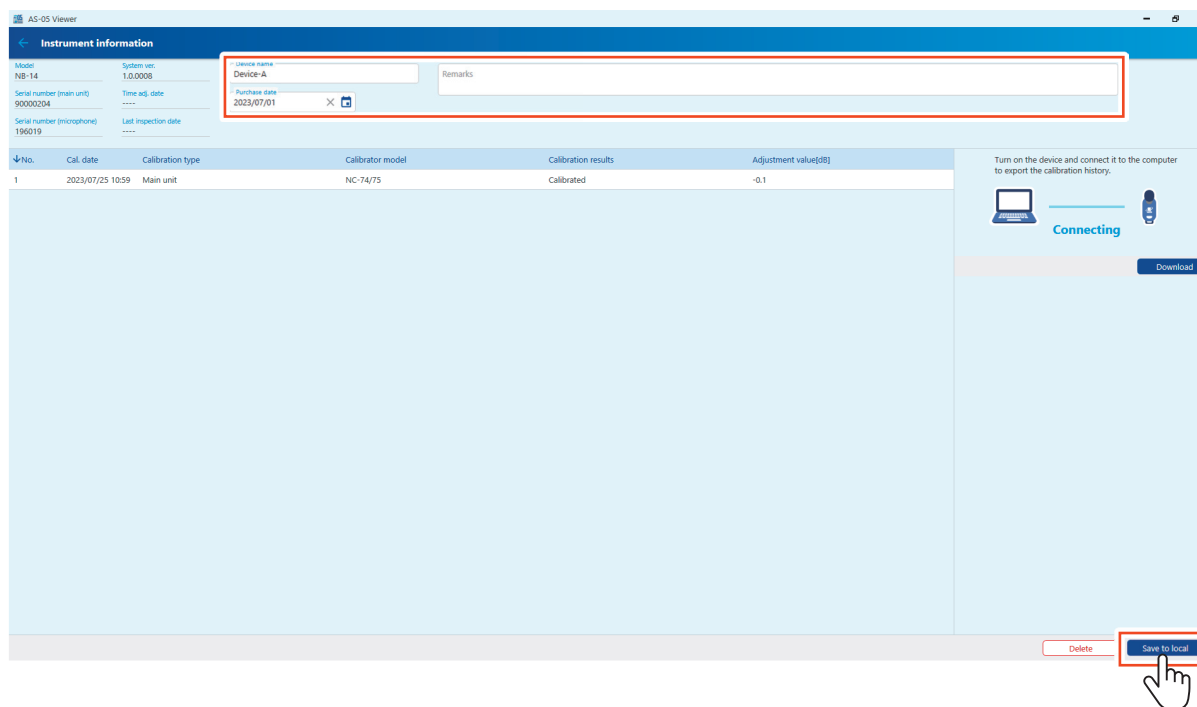 AS-05 Viewer
Instrument information
Model
NB-14
System ver.
1.0.0008
Serial number (main unit)
90000204
Time adj. date
----
Serial number (microphone)
196019
Last inspection date
----
Device name
Device-A
Purchase date
2023/07/01
Remarks
No. Cal. date Calibration type Calibrator model Calibration results Adjustment value[dB]
1 2023/07/25 10:59 Main unit NC-74/75 Calibrated -0.1
Turn on the device and connect it to the computer
to export the calibration history.
Connecting
Download
Delete
Save to local